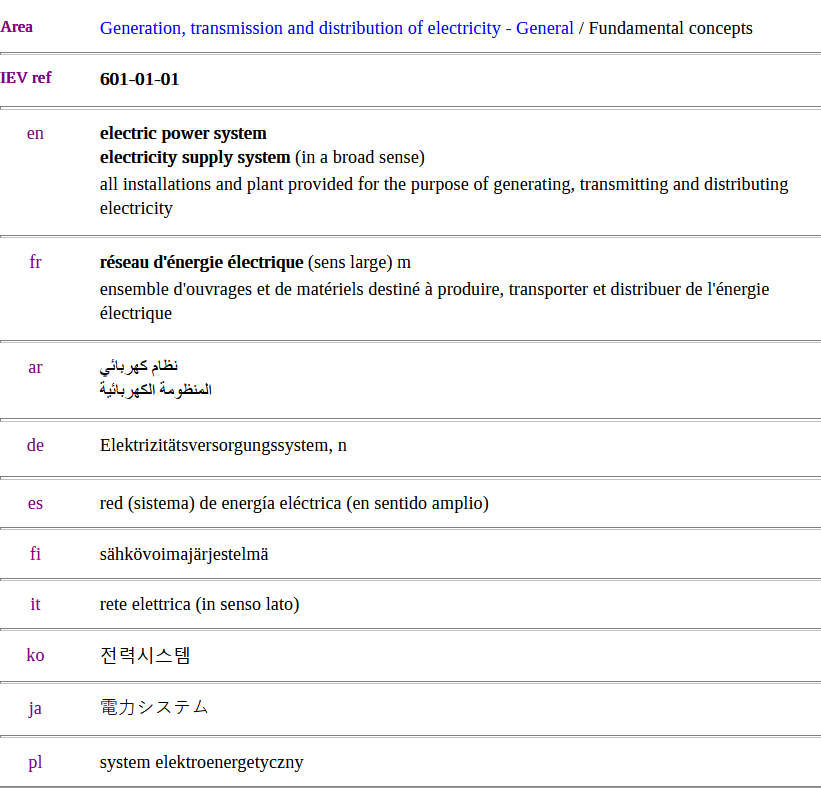 Area Generation, transmission and distribution of electricity - General / Fundamental concepts
IEV ref 601-01-01
en electric power system
electricity supply system (in a broad sense)
all installations and plant provided for the purpose of generating, transmitting and distributing
electricity
fr réseau d'énergie électrique (sens large) m
ensemble d'ouvrages et de matériels destiné à produire, transporter et distribuer de l'énergie
électrique
ar نظام كهربائي
المنظومة الكهربائية
de Elektrizitätsversorgungssystem, n
es red (sistema) de energía eléctrica (en sentido amplio)
fi sähkövoimajärjestelmä
it rete elettrica (in senso lato)
ko 전력시스템
ja 電力システム
pl system elektroenergetyczny